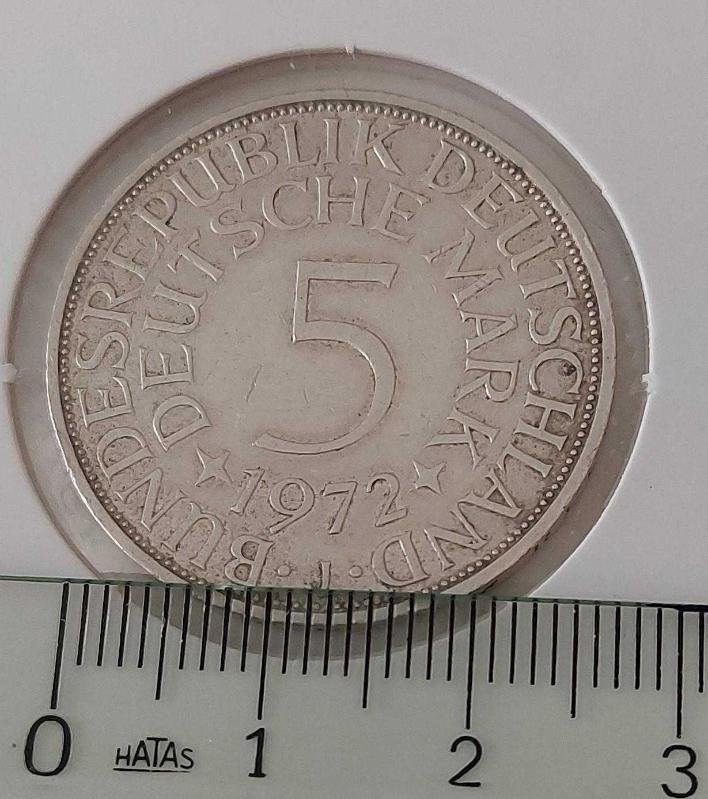 BUNDESREPUBLIK DEUTSCHLAND
DEUTSCHE MARK
5
1972
J
0 1 2 3
HATAS